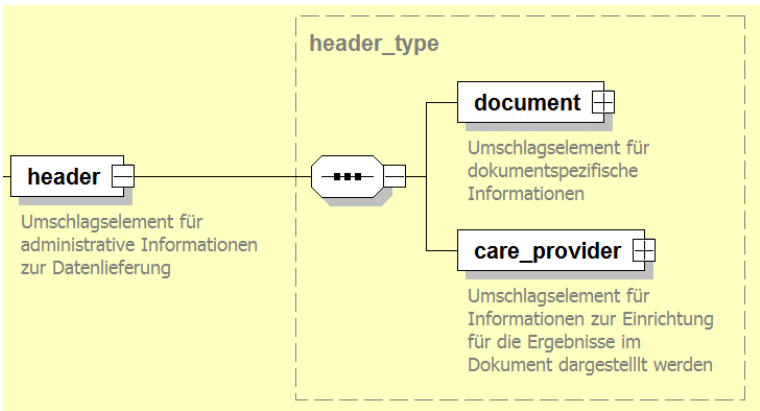 header_type
document
Umschlagselement für
dokumentspezifische
Informationen
header
Umschlagselement für
administrative Informationen
zur Datenlieferung
care_provider
Umschlagselement für
Informationen zur Einrichtung
für die Ergebnisse im
Dokument dargestelllt werden